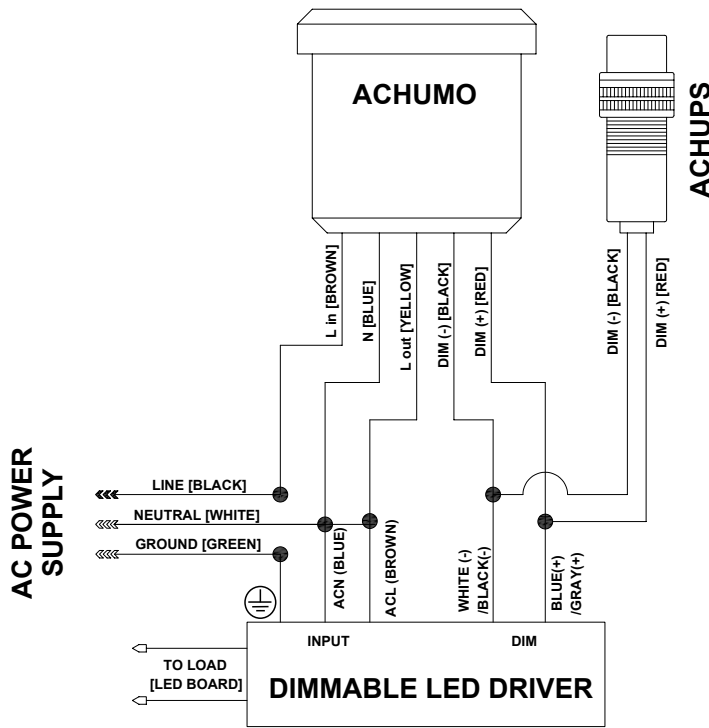 ACHUMO
ACHUPS
L in [BROWN]
N [BLUE]
L out [YELLOW]
DIM (-) [BLACK]
DIM (+) [RED]
DIM (-) [BLACK]
DIM (+) [RED]
AC POWER
SUPPLY
LINE [BLACK]
NEUTRAL [WHITE]
GROUND [GREEN]
ACN (BLUE)
ACL (BROWN)
WHITE (-)
/BLACK(-)
BLUE(+)
/GRAY(+)
INPUT
DIM
TO LOAD
[LED BOARD]
DIMMABLE LED DRIVER